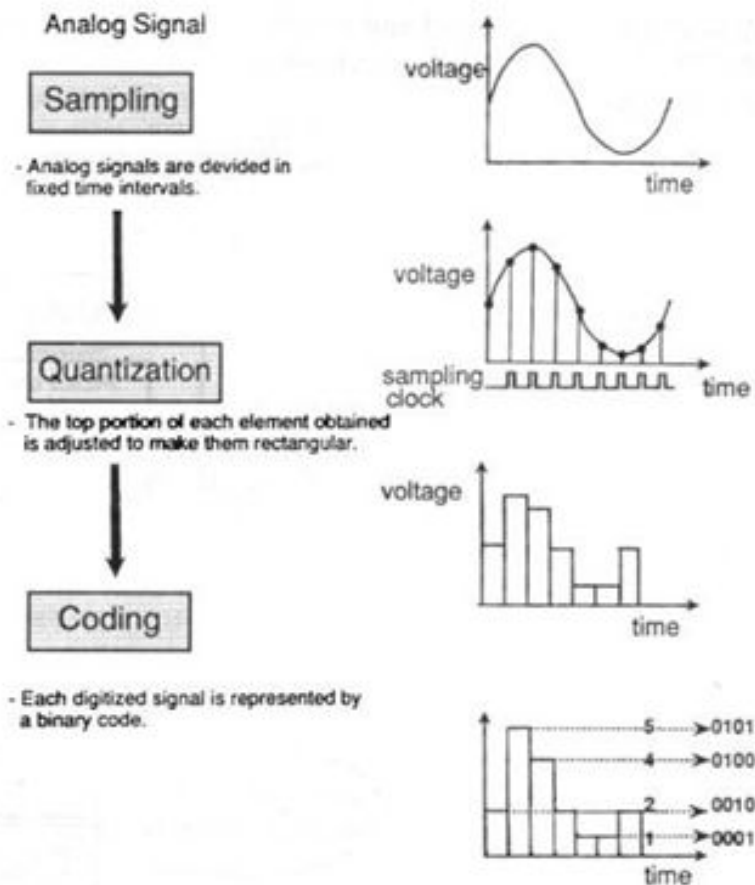 Analog Signal
Sampling
- Analog signals are devided in
fixed time intervals.
Quantization
- The top portion of each element obtained
is adjusted to make them rectangular.
Coding
- Each digitized signal is represented by
a binary code.
voltage
time
voltage
sampling
clock
time
voltage
time
5 0101
4 0100
2 0010
1 0001
time